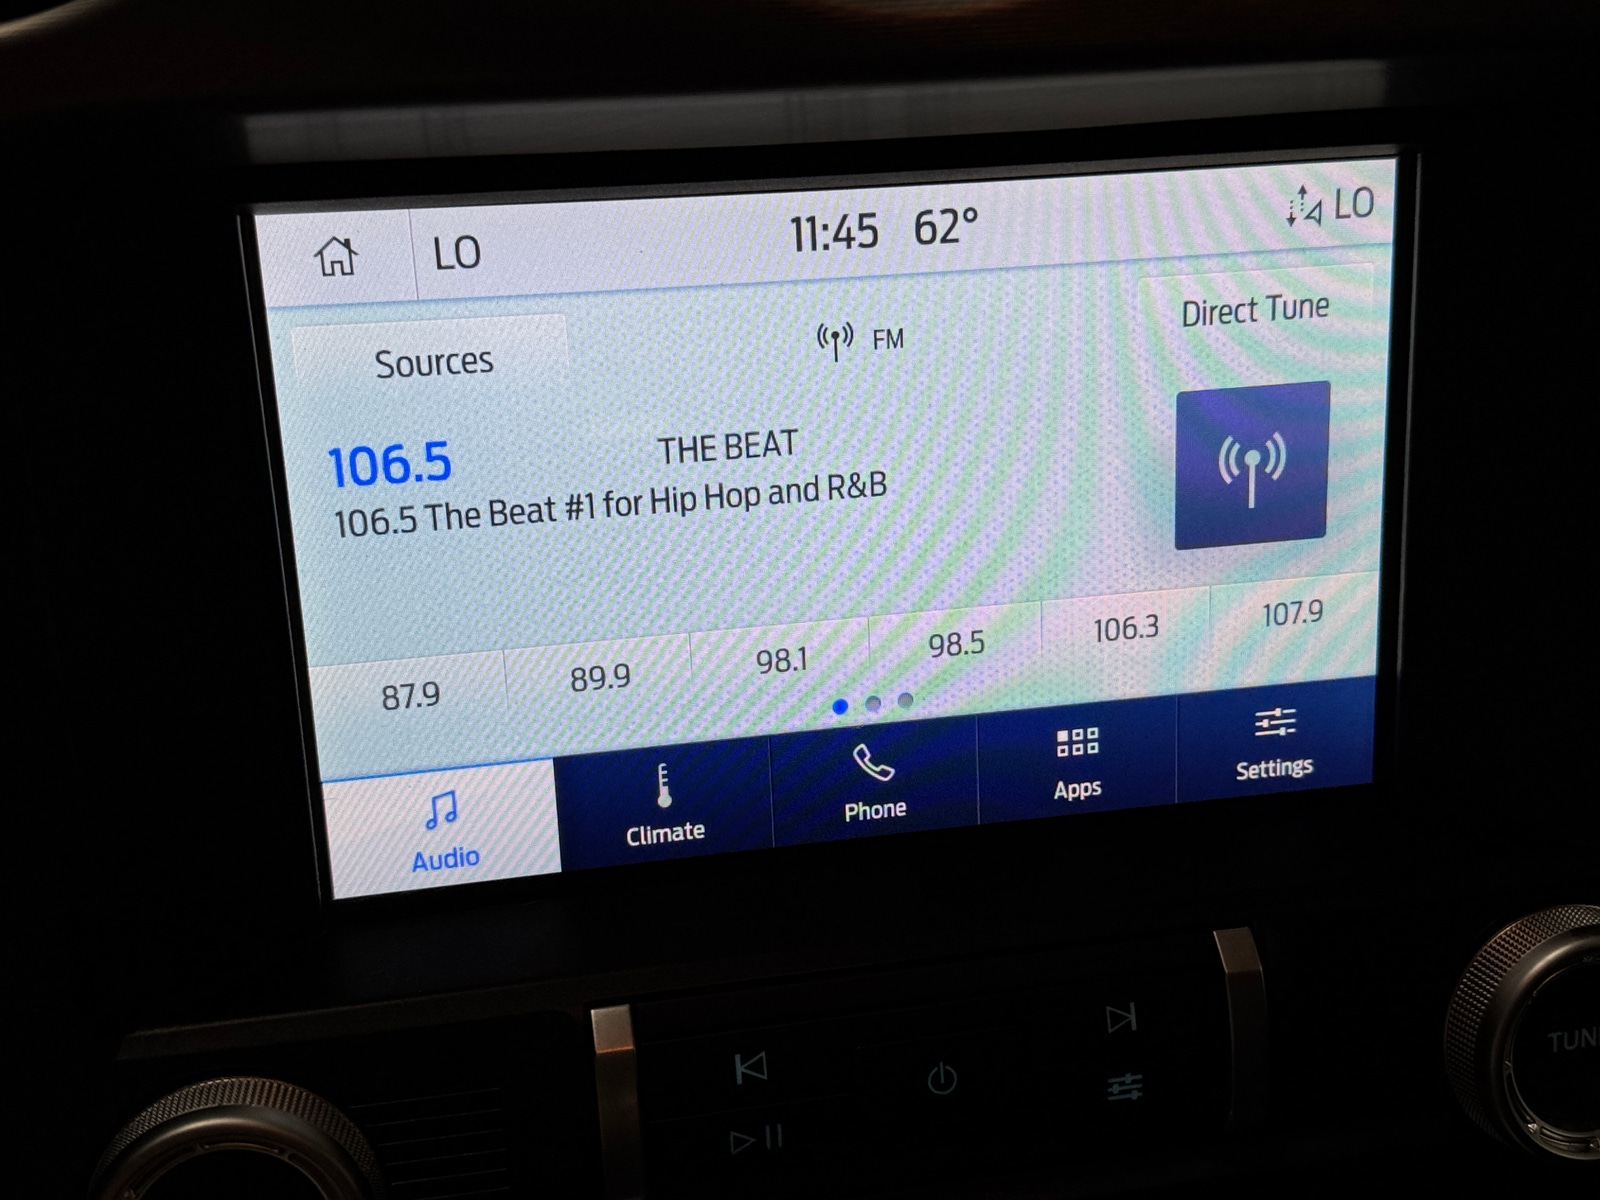 LO
11:45 62°
LO
Sources
FM
Direct Tune
106.5
THE BEAT
106.5 The Beat #1 for Hip Hop and R&B
87.9
89.9
98.1
98.5
106.3
107.9
Audio
Climate
Phone
Apps
Settings